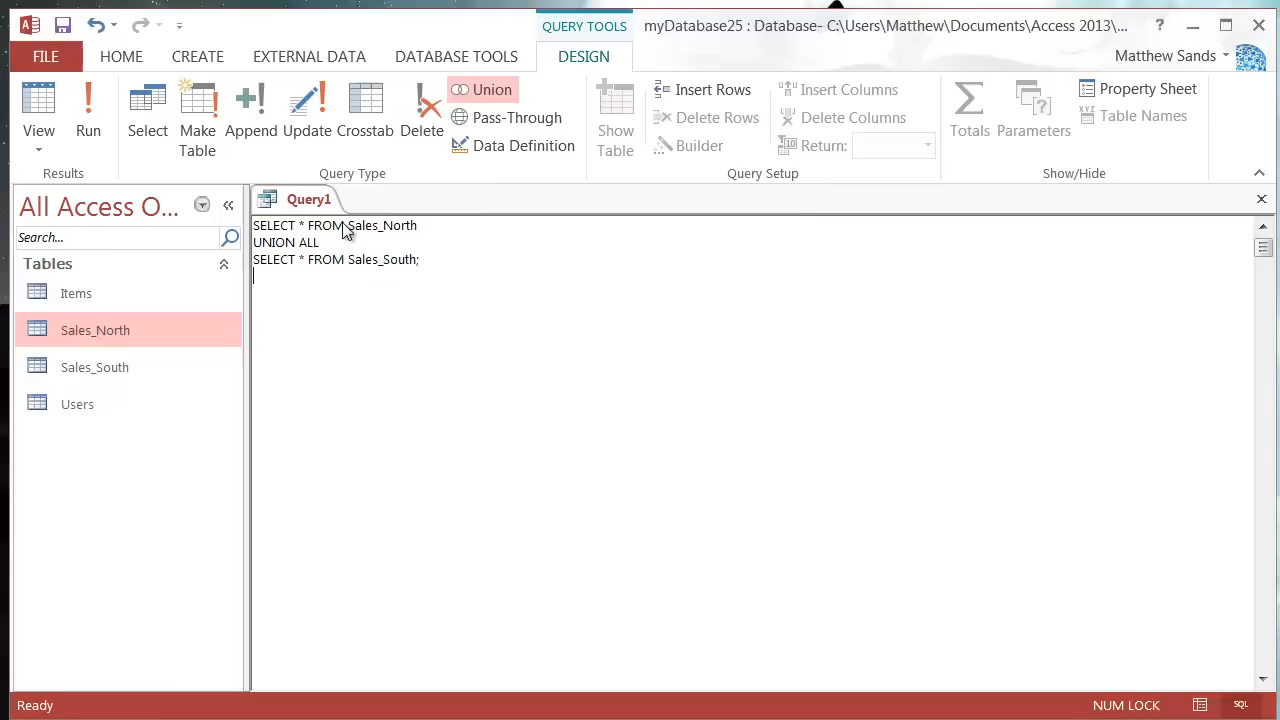 QUERY TOOLS
myDatabase25 : Database- C:\Users\Matthew\Documents\Access 2013\...
?
FILE
HOME
CREATE
EXTERNAL DATA
DATABASE TOOLS
DESIGN
Matthew Sands
View
Run
Results
Select
Make
Table
Append
Update
Crosstab
Delete
Union
Pass-Through
Data Definition
Query Type
Show
Table
Insert Rows
Delete Rows
Builder
Insert Columns
Delete Columns
Return:
Query Setup
Totals
Parameters
Property Sheet
Table Names
Show/Hide
All Access O...
Search...
Tables
Items
Sales_North
Sales_South
Users
Query1
SELECT * FROM Sales_North
UNION ALL
SELECT * FROM Sales_South;
Ready
NUM LOCK
SQL